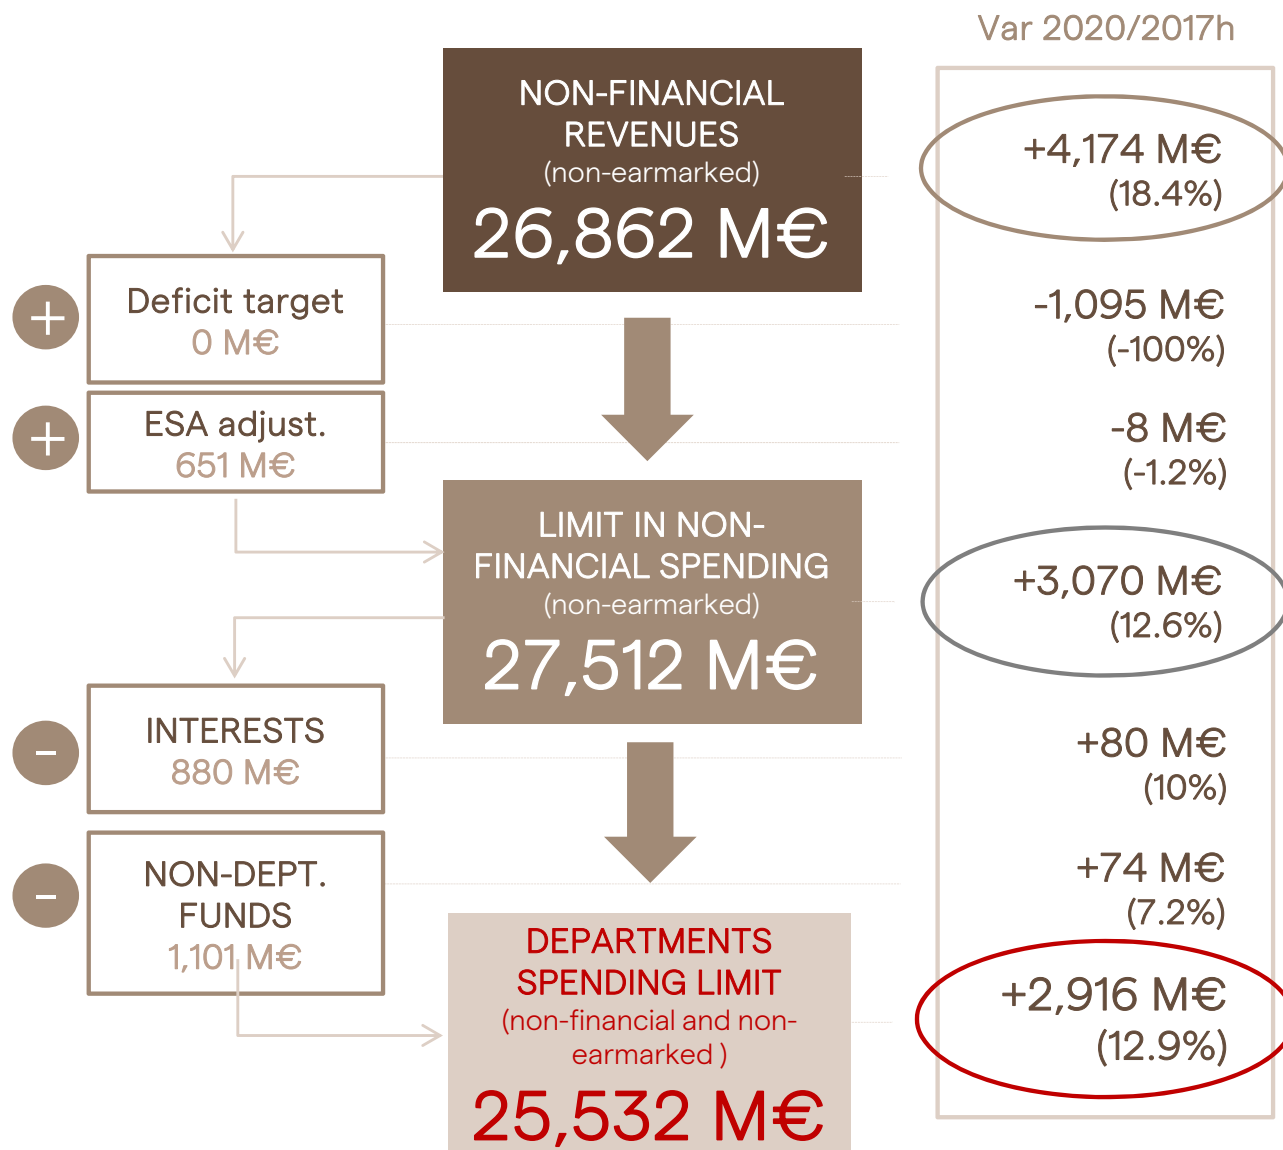 Var 2020/2017h
NON-FINANCIAL
REVENUES
(non-earmarked)
26,862 M€
+4,174 M€
(18.4%)
+
Deficit target
0 M€
-1,095 M€
(-100%)
+
ESA adjust.
651 M€
-8 M€
(-1.2%)
LIMIT IN NON-
FINANCIAL SPENDING
(non-earmarked)
27,512 M€
+3,070 M€
(12.6%)
-
INTERESTS
880 M€
+80 M€
(10%)
-
NON-DEPT.
FUNDS
1,101 M€
+74 M€
(7.2%)
DEPARTMENTS
SPENDING LIMIT
(non-financial and non-
earmarked )
25,532 M€
+2,916 M€
(12.9%)